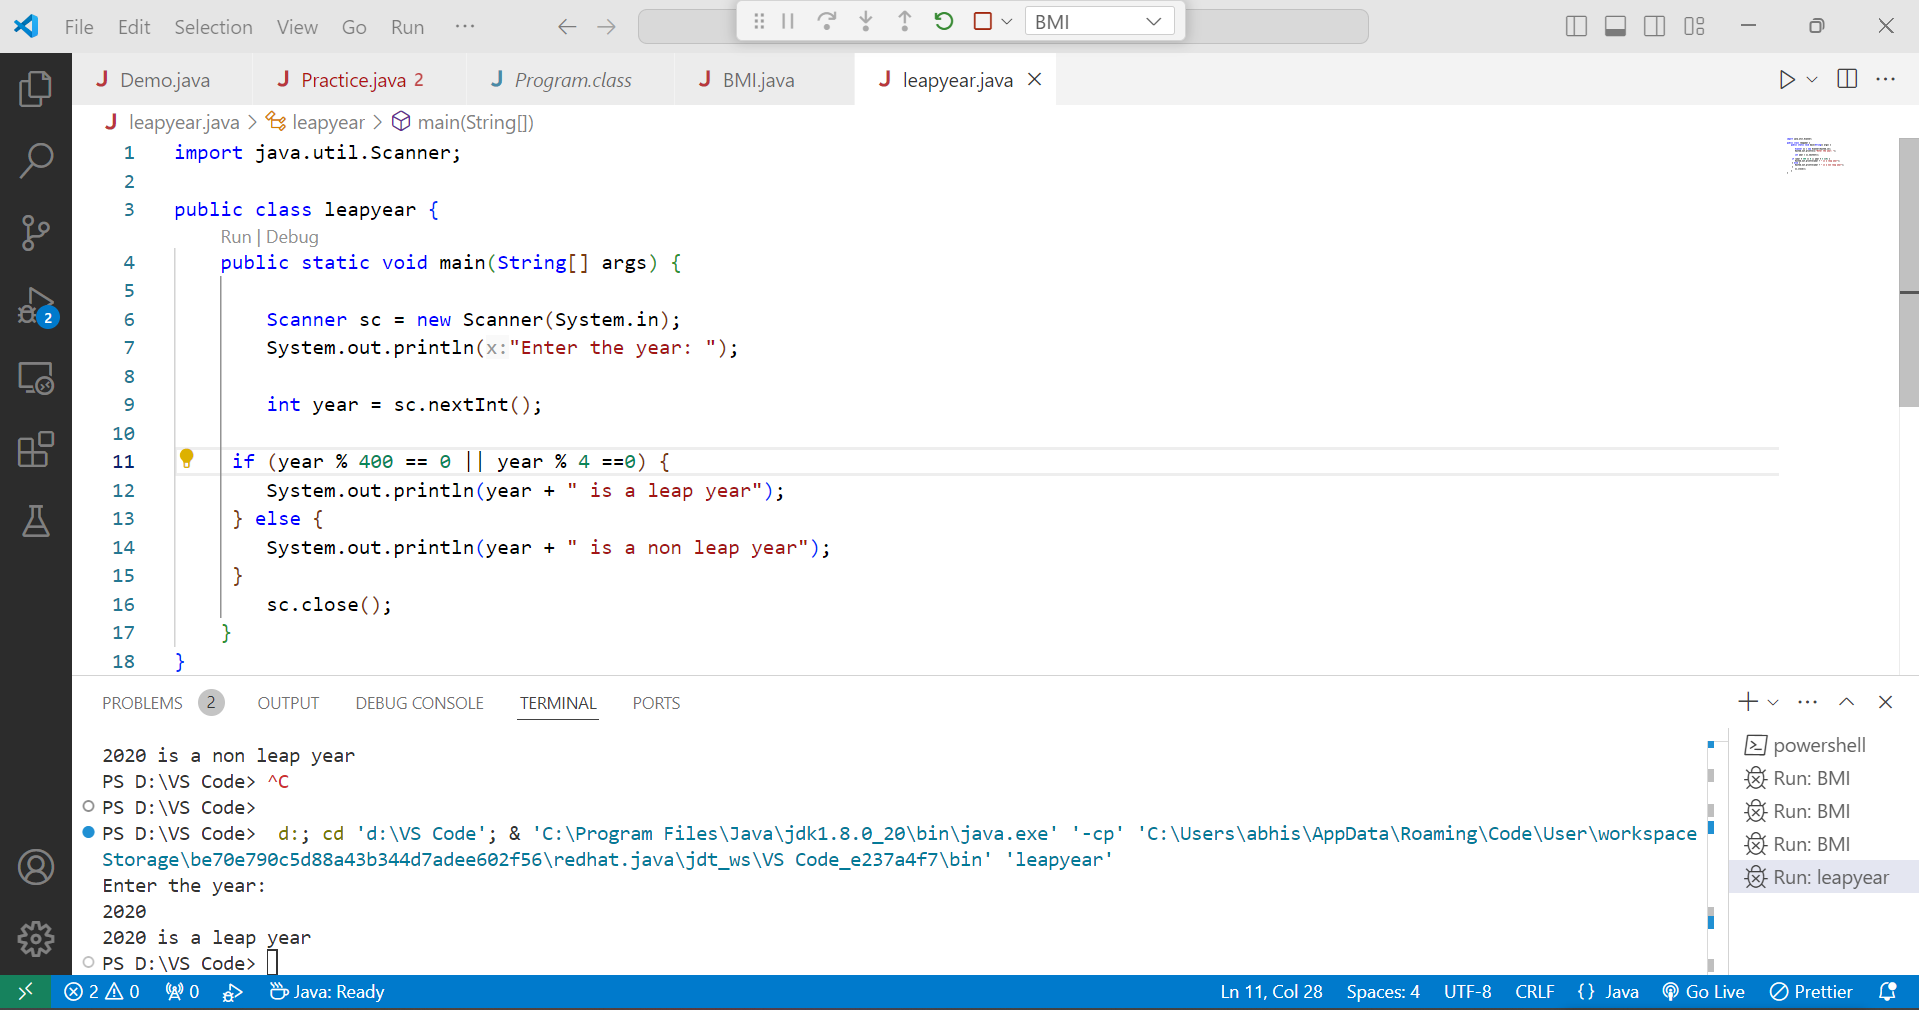 File Edit Selection View Go Run ··· BMI
Demo.java Practice.java 2 Program.class BMI.java leapyear.java
leapyear.java > leapyear > main(String[])
1 import java.util.Scanner;
2
3 public class leapyear {
Run | Debug
4 public static void main(String[] args) {
5
6 Scanner sc = new Scanner(System.in);
7 System.out.println(x:"Enter the year: ");
8
9 int year = sc.nextInt();
10
11 if (year % 400 == 0 || year % 4 ==0) {
12 System.out.println(year + " is a leap year");
13 } else {
14 System.out.println(year + " is a non leap year");
15 }
16 sc.close();
17 }
18 }
2
PROBLEMS 2 OUTPUT DEBUG CONSOLE TERMINAL PORTS
2020 is a non leap year
PS D:\VS Code> ^C
PS D:\VS Code>
PS D:\VS Code>  d:; cd 'd:\VS Code'; & 'C:\Program Files\Java\jdk1.8.0_20\bin\java.exe' '-cp' 'C:\Users\abhis\AppData\Roaming\Code\User\workspace
Storage\be70e790c5d88a43b344d7adee602f56\redhat.java\jdt_ws\VS Code_e237a4f7\bin' 'leapyear'
Enter the year:
2020
2020 is a leap year
PS D:\VS Code>
powershell
Run: BMI
Run: BMI
Run: BMI
Run: leapyear
2 0 0 Java: Ready Ln 11, Col 28 Spaces: 4 UTF-8 CRLF {} Java Go Live Prettier